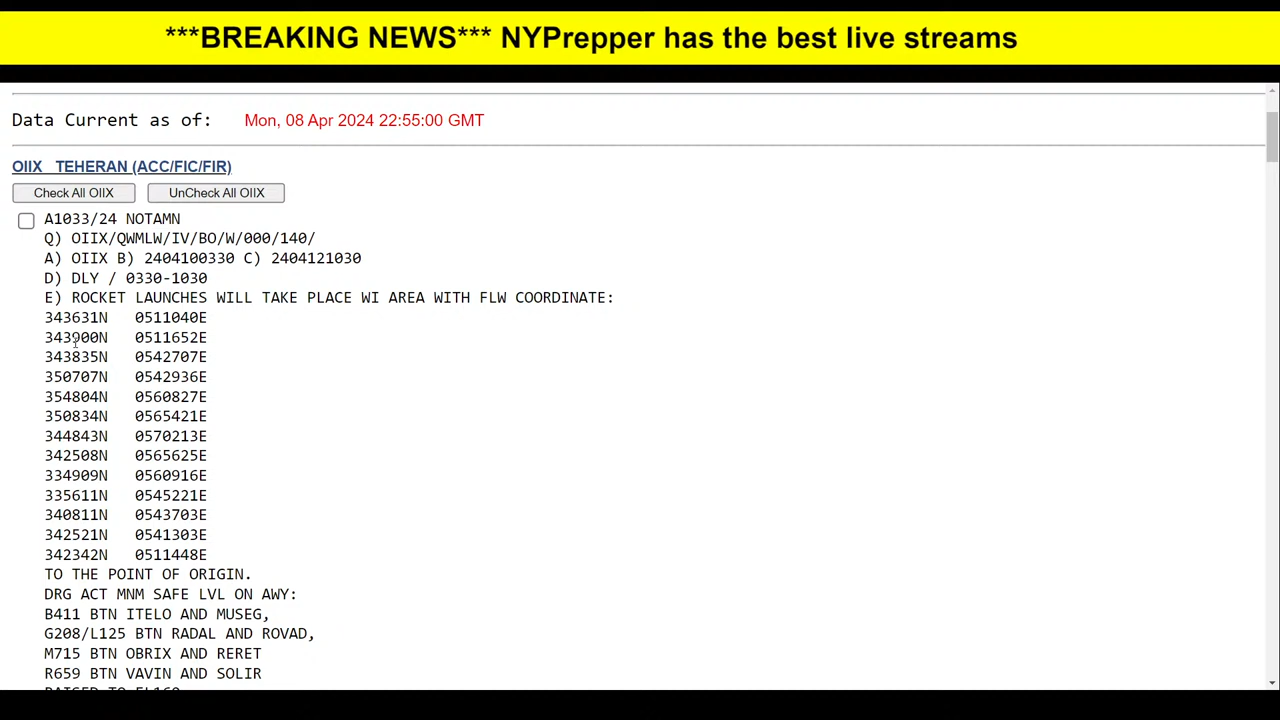 ***BREAKING NEWS*** NYPrepper has the best live streams
Data Current as of: Mon, 08 Apr 2024 22:55:00 GMT
OIIX TEHERAN (ACC/FIC/FIR)
Check All OIIX UnCheck All OIIX
A1033/24 NOTAMN
Q) OIIX/QWMLW/IV/BO/W/000/140/
A) OIIX B) 2404100330 C) 2404121030
D) DLY / 0330-1030
E) ROCKET LAUNCHES WILL TAKE PLACE WI AREA WITH FLW COORDINATE:
343631N 0511040E
343900N 0511652E
343835N 0542707E
350707N 0542936E
354804N 0560827E
350834N 0565421E
344843N 0570213E
342508N 0565625E
334909N 0560916E
335611N 0545221E
340811N 0543703E
342521N 0541303E
342342N 0511448E
TO THE POINT OF ORIGIN.
DRG ACT MNM SAFE LVL ON AWY:
B411 BTN ITELO AND MUSEG,
G208/L125 BTN RADAL AND ROVAD,
M715 BTN OBRIX AND RERET
R659 BTN VAVIN AND SOLIR
RAISED TO FL160